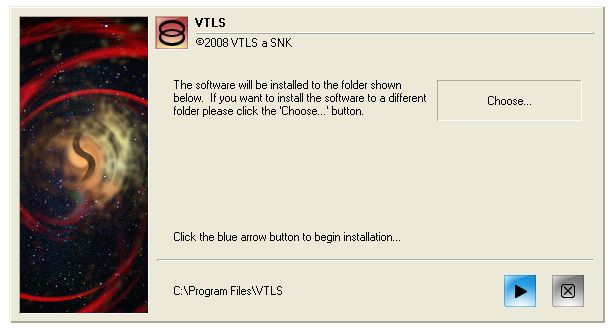 VTLS
©2008 VTLS a SNK
The software will be installed to the folder shown
below. If you want to install the software to a different
folder please click the 'Choose...' button.
Choose...
Click the blue arrow button to begin installation...
C:\Program Files\VTLS